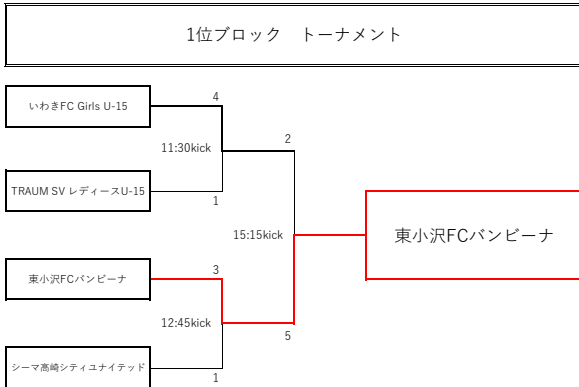 1位ブロック　トーナメント
いわきFC Girls U-15
4
2
11:30kick
TRAUM SV レディースU-15
1
15:15kick
東小沢FCバンビーナ
東小沢FCバンビーナ
3
12:45kick
5
シーマ高崎シティユナイテッド
1